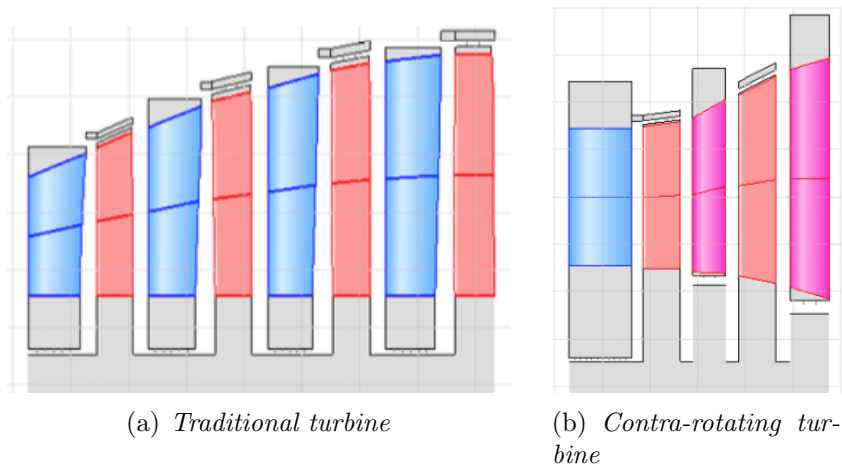 (a) Traditional turbine
(b) Contra-rotating tur-
bine